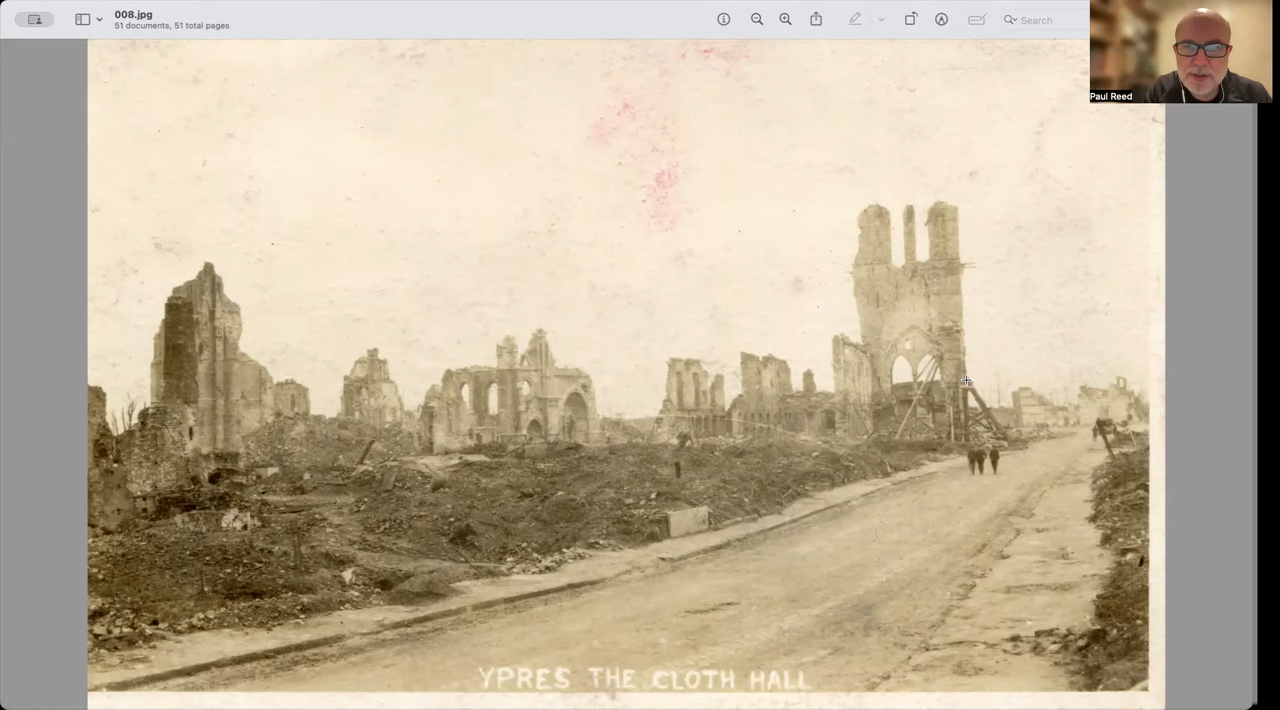 008.jpg
51 documents, 51 total pages
Search
Paul Reed
YPRES THE CLOTH HALL